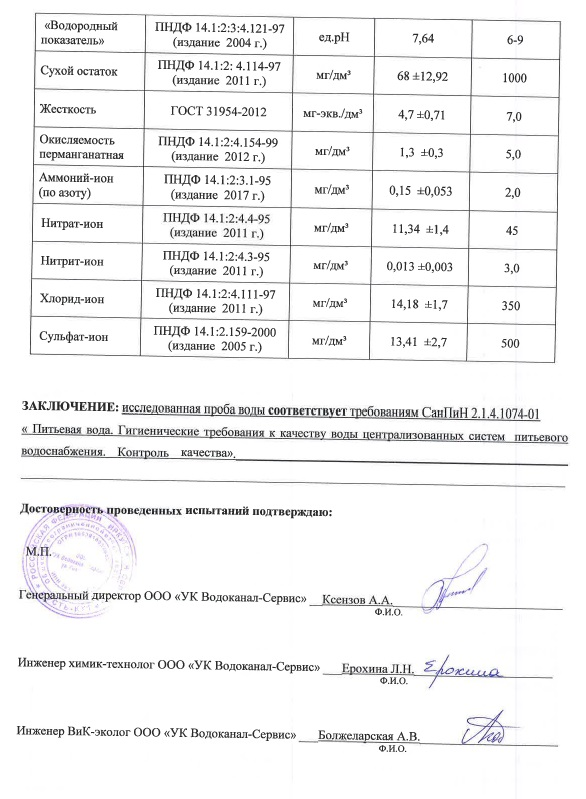 «Водородный показатель» ПНДФ 14.1:2:3:4.121-97 (издание 2004 г.) ед.pH 7,64 6-9
Сухой остаток ПНДФ 14.1:2: 4.114-97 (издание 2011 г.) мг/дм³ 68 ±12,92 1000
Жесткость ГОСТ 31954-2012 мг-экв./дм³ 4,7 ±0,71 7,0
Окисляемость перманганатная ПНДФ 14.1:2:4.154-99 (издание 2012 г.) мг/дм³ 1,3 ±0,3 5,0
Аммоний-ион (по азоту) ПНДФ 14.1:2:3.1-95 (издание 2017 г.) мг/дм³ 0,15 ±0,053 2,0
Нитрат-ион ПНДФ 14.1:2:4.4-95 (издание 2011 г.) мг/дм³ 11,34 ±1,4 45
Нитрит-ион ПНДФ 14.1:2:4.3-95 (издание 2011 г.) мг/дм³ 0,013 ±0,003 3,0
Хлорид-ион ПНДФ 14.1:2:4.111-97 (издание 2011 г.) мг/дм³ 14,18 ±1,7 350
Сульфат-ион ПНДФ 14.1:2.159-2000 (издание 2005 г.) мг/дм³ 13,41 ±2,7 500
ЗАКЛЮЧЕНИЕ: исследованная проба воды соответствует требованиям СанПиН 2.1.4.1074-01
« Питьевая вода. Гигиенические требования к качеству воды централизованных систем питьевого
водоснабжения. Контроль качества».
Достоверность проведенных испытаний подтверждаю:
М.П.
РОССИЙСКАЯ ФЕДЕРАЦИЯ
Генеральный директор ООО «УК Водоканал-Сервис» Ксензов А.А.
Ф.И.О.
Инженер химик-технолог ООО «УК Водоканал-Сервис» Ерохина Л.Н. Ерохина
Ф.И.О.
Инженер ВиК-эколог ООО «УК Водоканал-Сервис» Болжеларская А.В.
Ф.И.О.